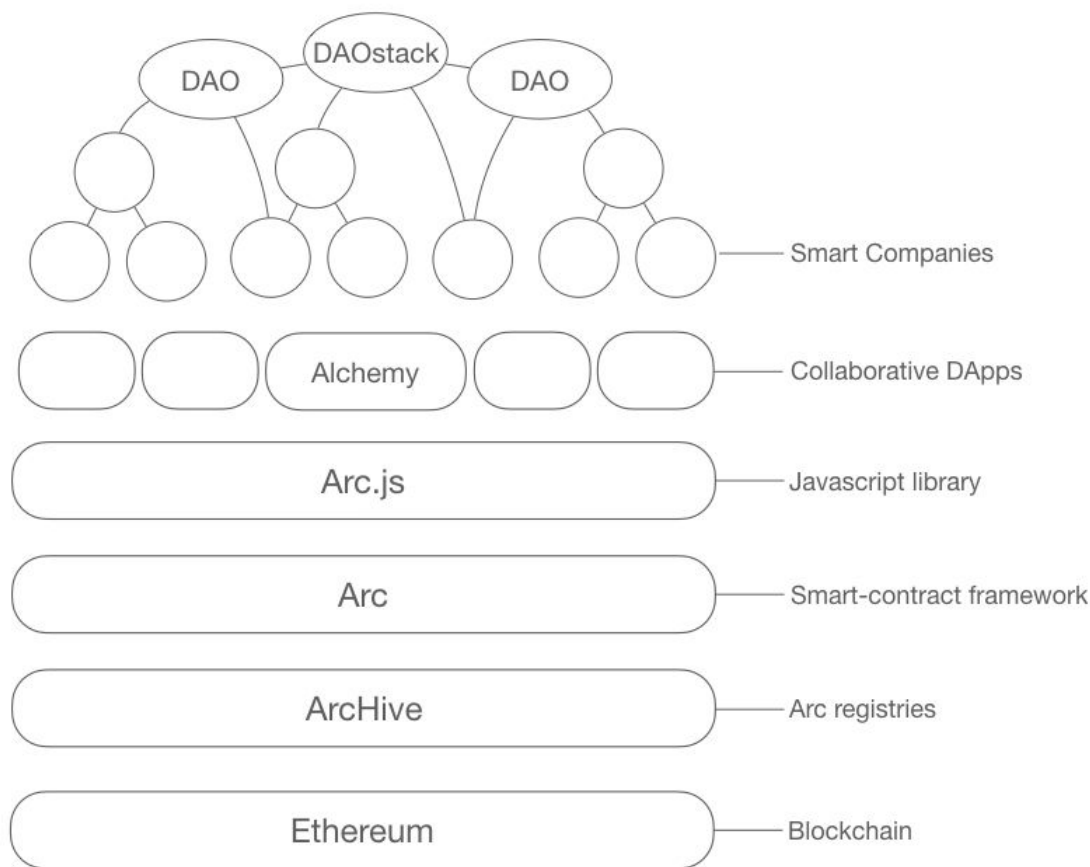 DAOstack
DAO
DAO
Smart Companies
Alchemy
Collaborative DApps
Arc.js
Javascript library
Arc
Smart-contract framework
ArcHive
Arc registries
Ethereum
Blockchain